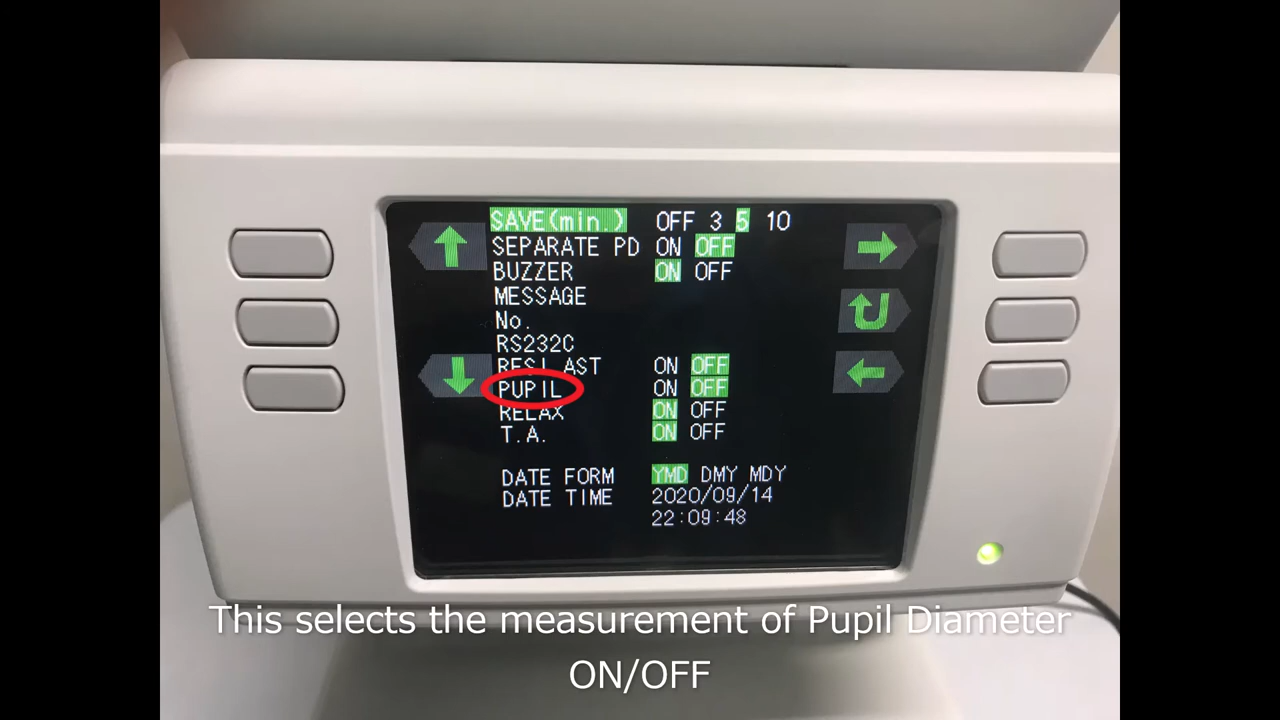 SAVE(min.) OFF 3 5 10
SEPARATE PD ON OFF
BUZZER ON OFF
MESSAGE
No.
RS232C
RESLAST ON OFF
PUPIL ON OFF
RELAX ON OFF
T.A. ON OFF
DATE FORM YMD DMY MDY
DATE TIME 2020/09/14
22:09:48
This selects the measurement of Pupil Diameter
ON/OFF